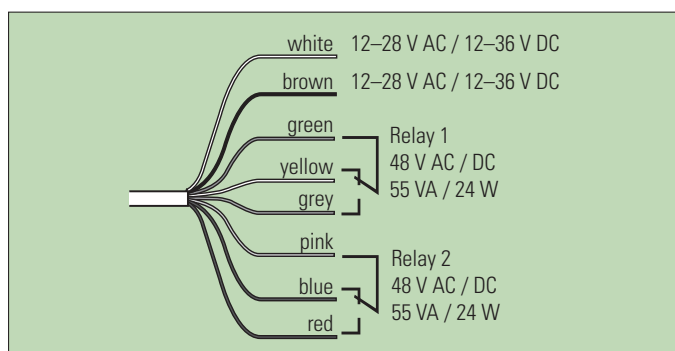 white 12–28 V AC / 12–36 V DC
brown 12–28 V AC / 12–36 V DC
green
Relay 1
yellow
48 V AC / DC
55 VA / 24 W
grey
pink
Relay 2
blue
48 V AC / DC
55 VA / 24 W
red